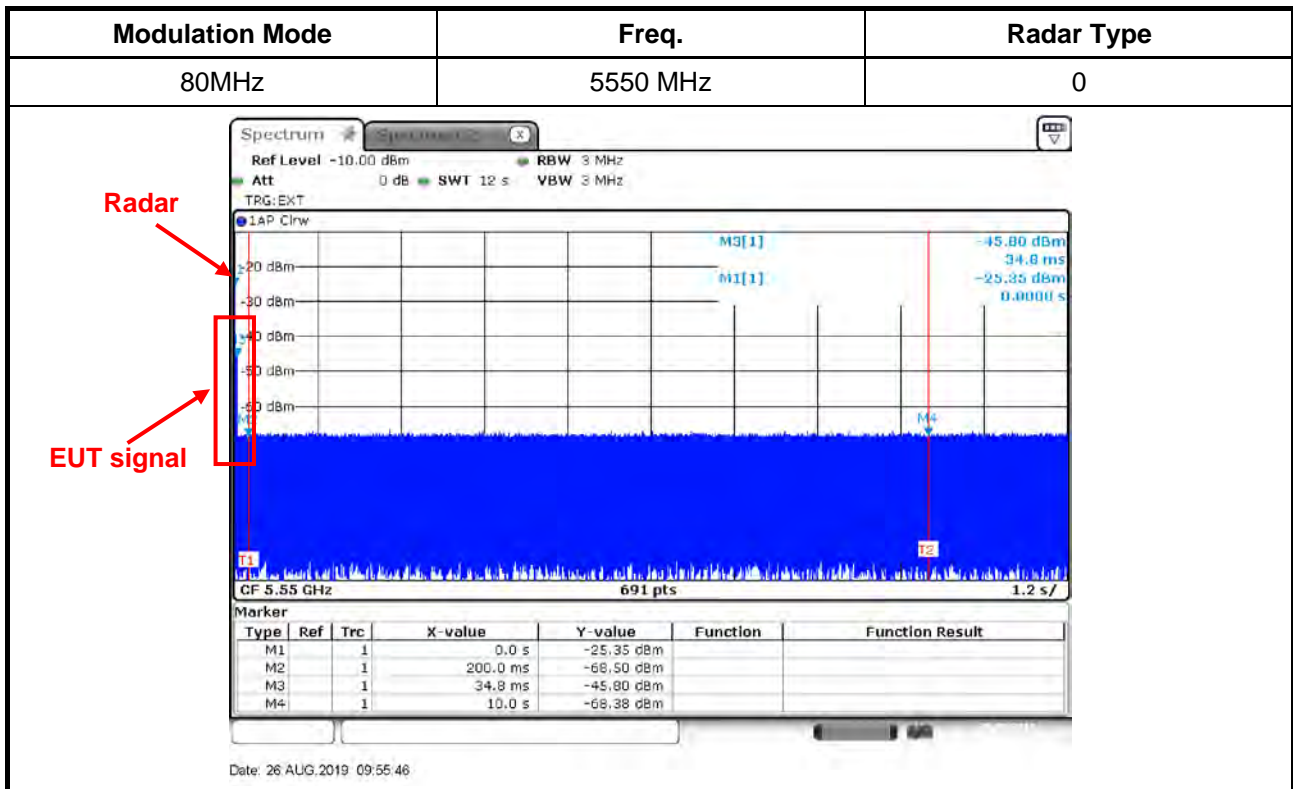 Modulation Mode Freq. Radar Type
80MHz 5550 MHz 0
Spectrum X
Ref Level -10.00 dBm RBW 3 MHz
Att 0 dB SWT 12 s VBW 3 MHz
TRG:EXT
Radar
1AP Clrw
M3[1] -45.80 dBm
34.8 ms
-20 dBm
M1[1] -25.35 dBm
0.0000 s
-30 dBm
-40 dBm
-50 dBm
-60 dBm
M4
EUT signal
T1 T2
CF 5.55 GHz 691 pts 1.2 s/
Marker
Type Ref Trc X-value Y-value Function Function Result
M1 1 0.0 s -25.35 dBm
M2 1 200.0 ms -68.50 dBm
M3 1 34.8 ms -45.80 dBm
M4 1 10.0 s -68.38 dBm
Date: 26.AUG.2019 09:55:46